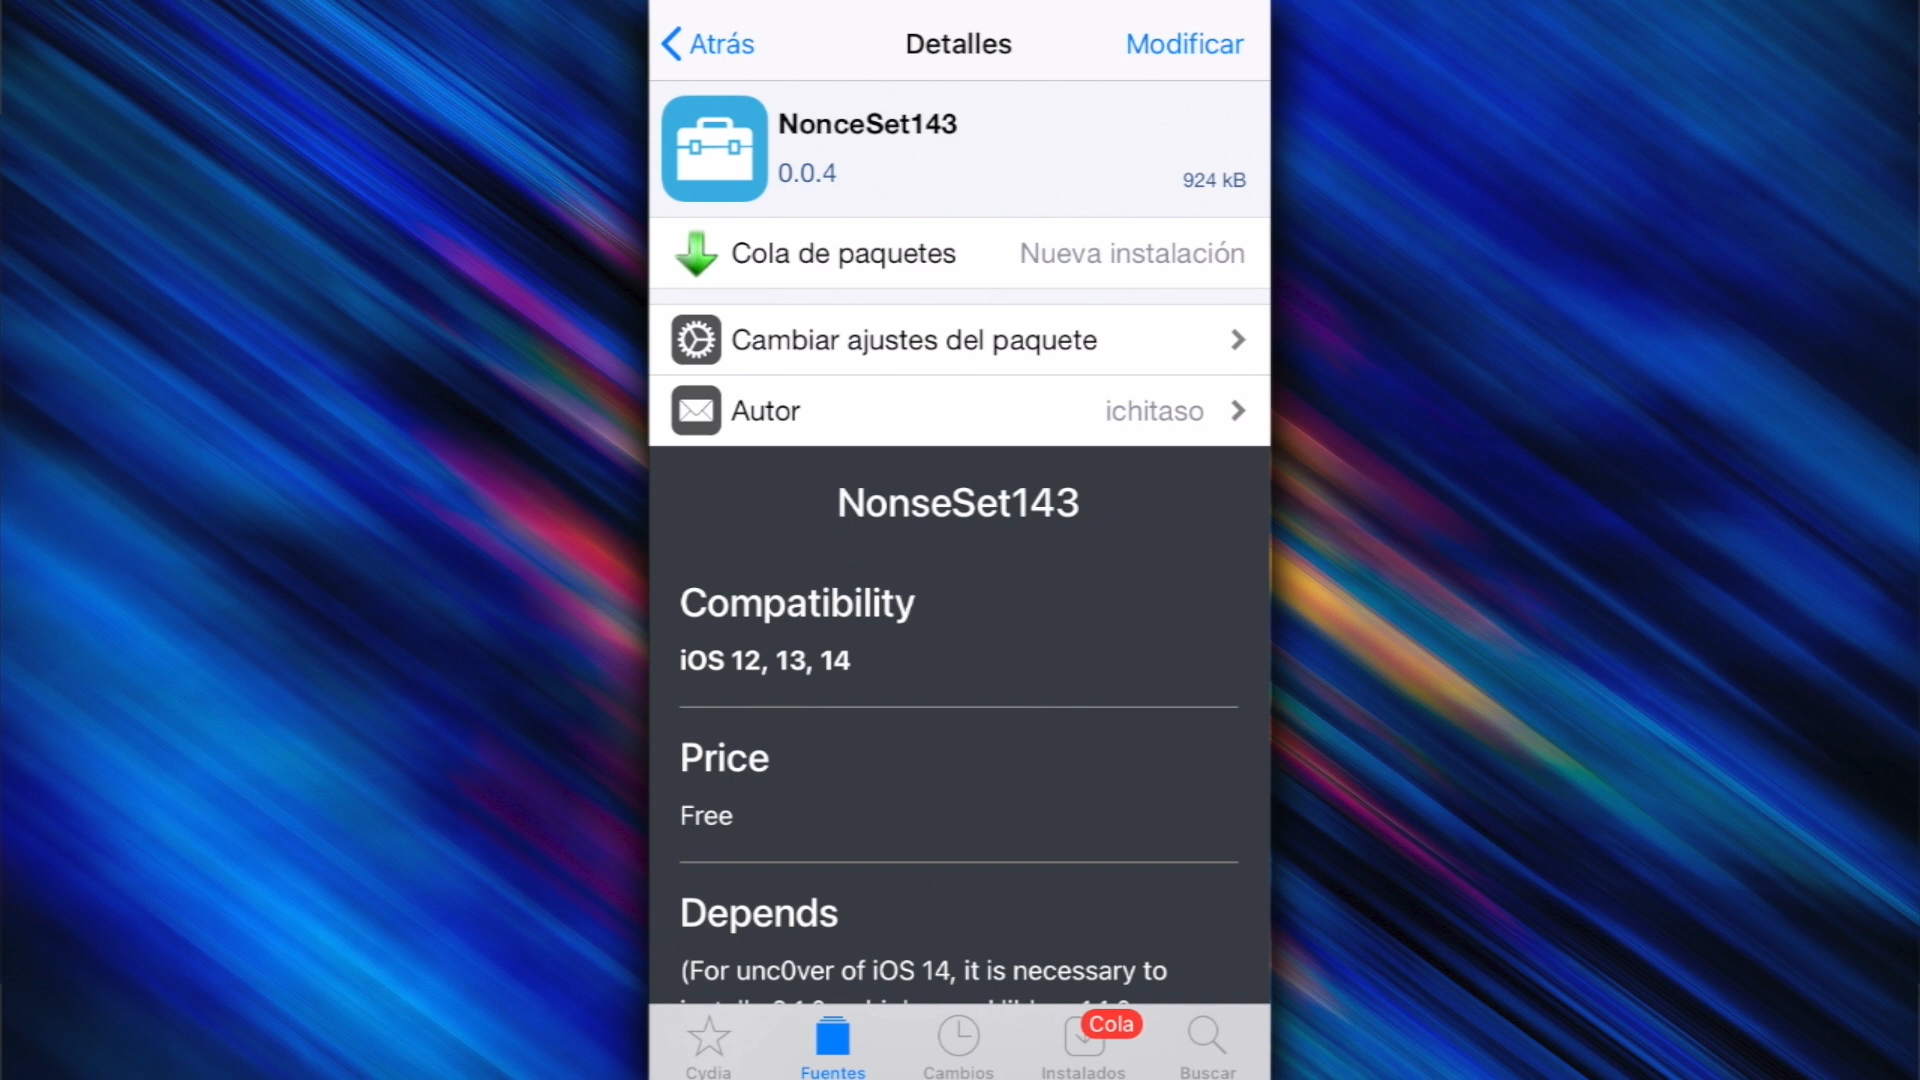 Atrás
Detalles
Modificar
NonceSet143
0.0.4
924 kB
Cola de paquetes
Nueva instalación
Cambiar ajustes del paquete
Autor
ichitaso
NonseSet143
Compatibility
iOS 12, 13, 14
Price
Free
Depends
(For unc0ver of iOS 14, it is necessary to
Cola
Cydia
Fuentes
Cambios
Instalados
Buscar